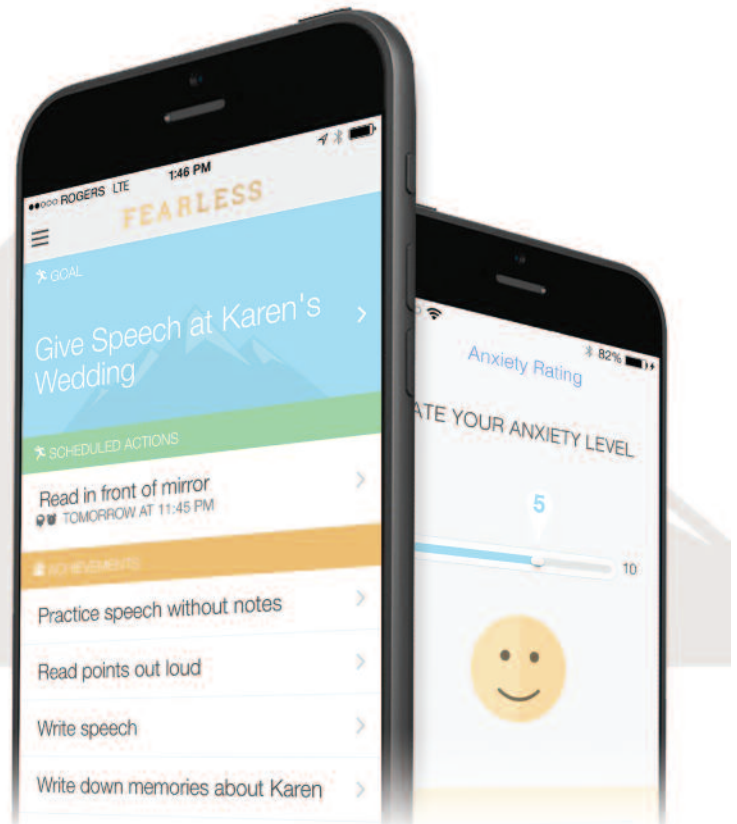 ROGERS LTE
1:46 PM
FEARLESS
GOAL
Give Speech at Karen's
Wedding
SCHEDULED ACTIONS
Read in front of mirror
TOMORROW AT 11:45 PM
ACHIEVEMENTS
Practice speech without notes
Read points out loud
Write speech
Write down memories about Karen
82%
Anxiety Rating
ATE YOUR ANXIETY LEVEL
5
10